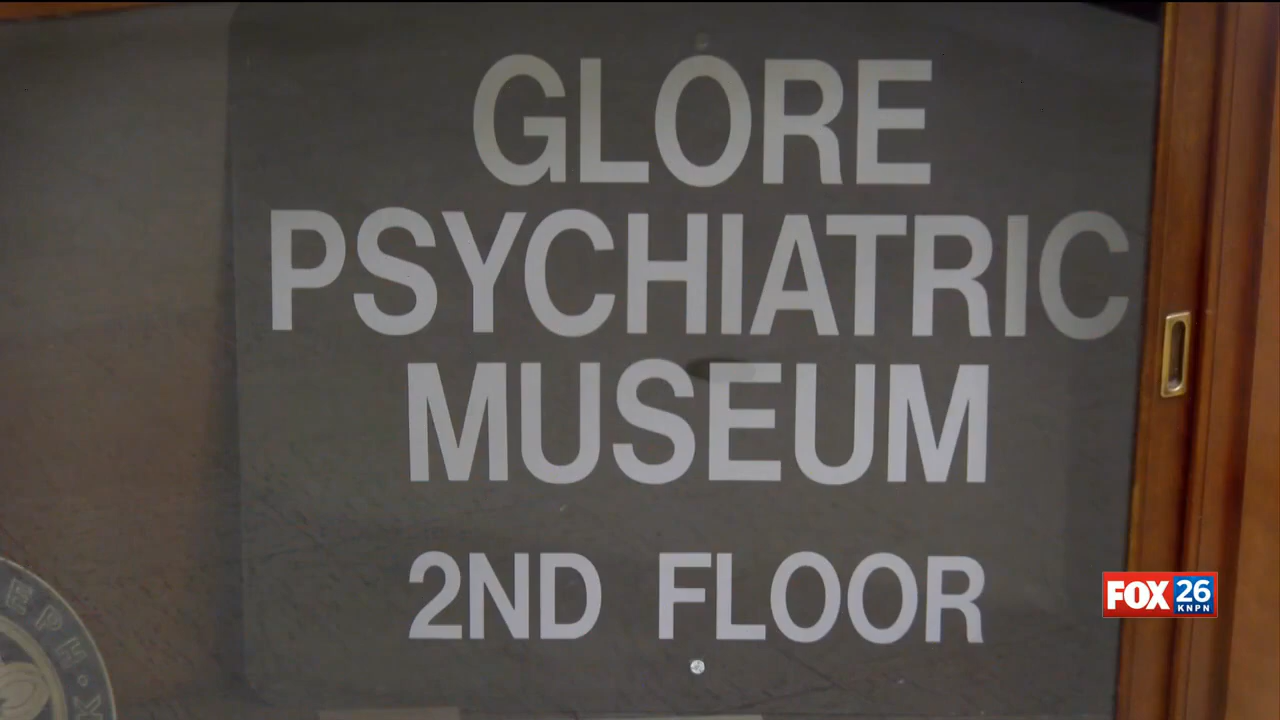 GLORE
PSYCHIATRIC
MUSEUM
2ND FLOOR
FOX 26
KNPN